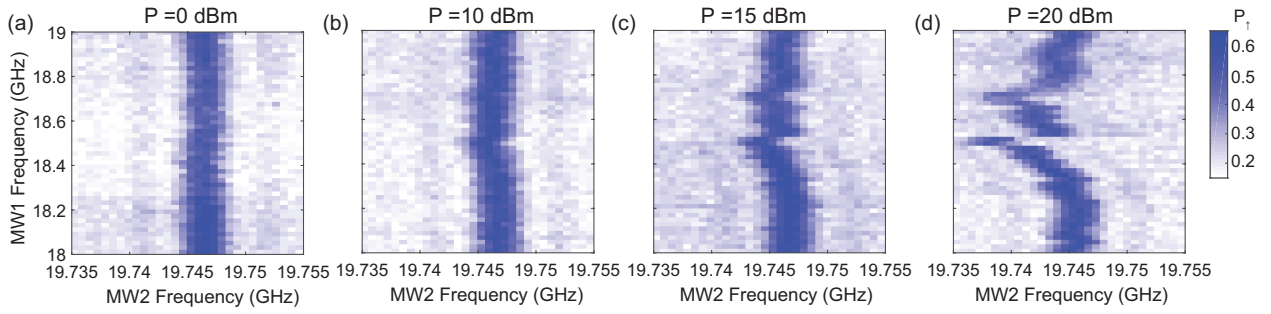 (a) P =0 dBm (b) P =10 dBm (c) P =15 dBm (d) P =20 dBm P↑
MW1 Frequency (GHz)
19
18.8
18.6
18.4
18.2
18
0.6
0.5
0.4
0.3
0.2
19.735 19.74 19.745 19.75 19.755
19.735 19.74 19.745 19.75 19.755
19.735 19.74 19.745 19.75 19.755
19.735 19.74 19.745 19.75 19.755
MW2 Frequency (GHz) MW2 Frequency (GHz) MW2 Frequency (GHz) MW2 Frequency (GHz)